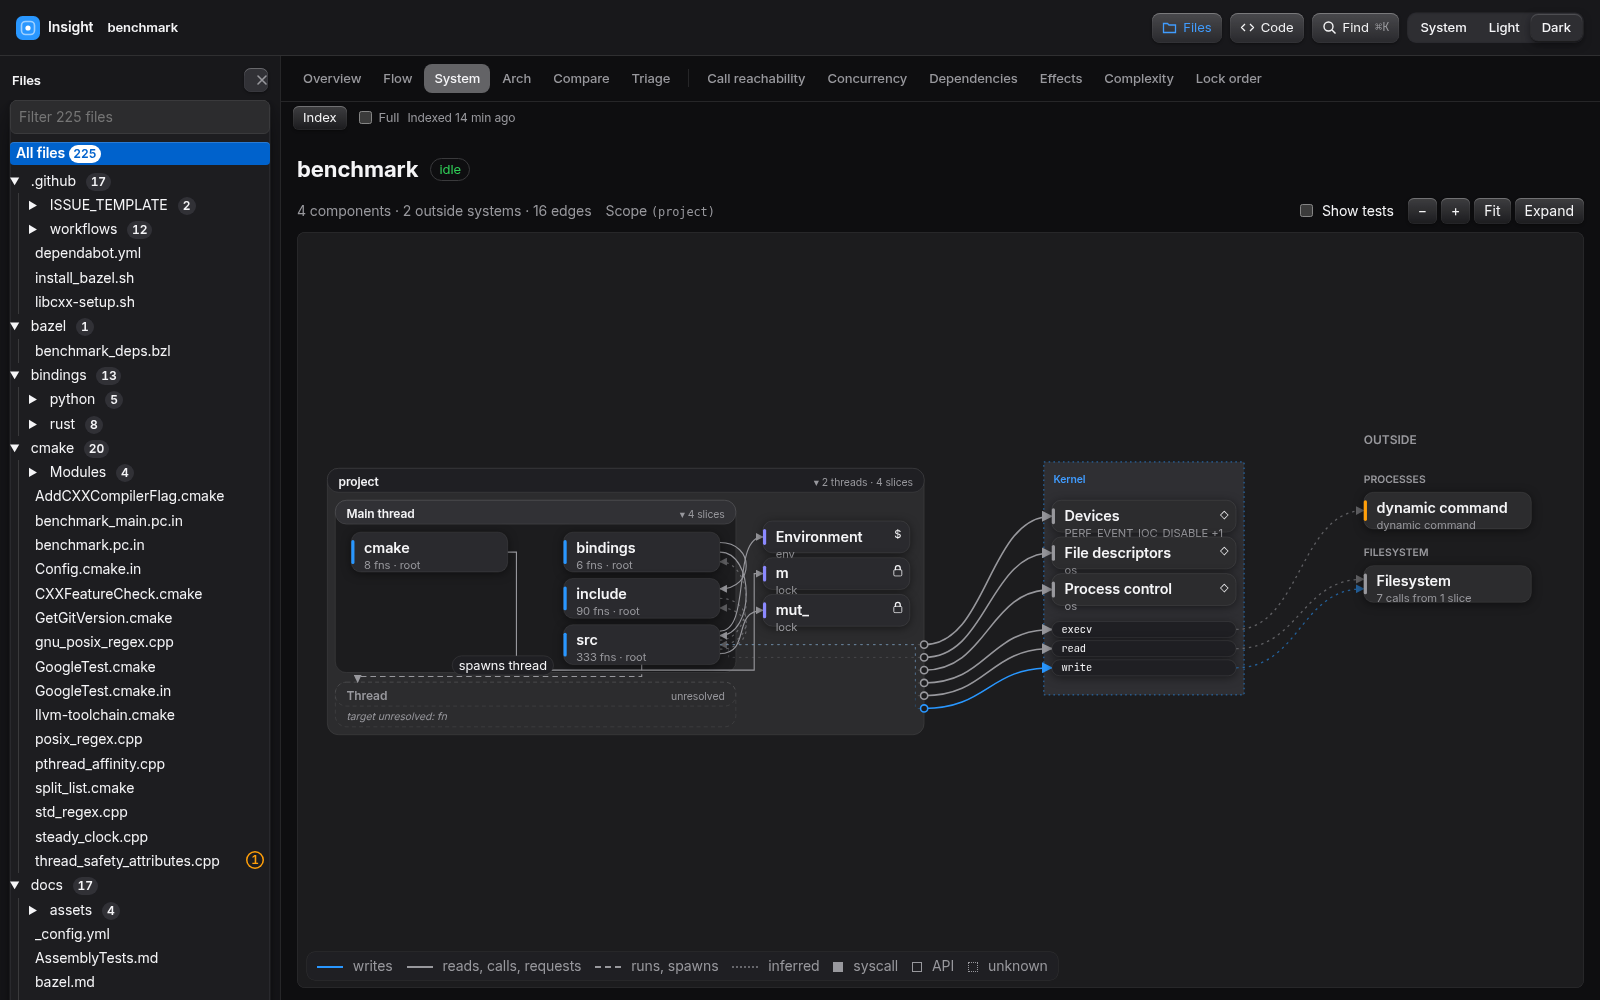 Insight benchmark
Files Code Find ⌘K System Light Dark
Files
Filter 225 files
All files 225
.github 17
ISSUE_TEMPLATE 2
workflows 12
dependabot.yml
install_bazel.sh
libcxx-setup.sh
bazel 1
benchmark_deps.bzl
bindings 13
python 5
rust 8
cmake 20
Modules 4
AddCXXCompilerFlag.cmake
benchmark_main.pc.in
benchmark.pc.in
Config.cmake.in
CXXFeatureCheck.cmake
GetGitVersion.cmake
gnu_posix_regex.cpp
GoogleTest.cmake
GoogleTest.cmake.in
llvm-toolchain.cmake
posix_regex.cpp
pthread_affinity.cpp
split_list.cmake
std_regex.cpp
steady_clock.cpp
thread_safety_attributes.cpp 1
docs 17
assets 4
_config.yml
AssemblyTests.md
bazel.md
Overview Flow System Arch Compare Triage Call reachability Concurrency Dependencies Effects Complexity Lock order
Index Full Indexed 14 min ago
benchmark idle
4 components · 2 outside systems · 16 edges Scope (project)
Show tests − + Fit Expand
project ▾ 2 threads · 4 slices
Main thread ▾ 4 slices
cmake
8 fns · root
bindings
6 fns · root
include
90 fns · root
src
333 fns · root
spawns thread
Thread unresolved
target unresolved: fn
Environment $
env
m
lock
mut_
lock
Kernel
Devices
PERF_EVENT_IOC_DISABLE +1
File descriptors
os
Process control
os
execv
read
write
OUTSIDE
PROCESSES
dynamic command
dynamic command
FILESYSTEM
Filesystem
7 calls from 1 slice
writes reads, calls, requests runs, spawns inferred syscall API unknown